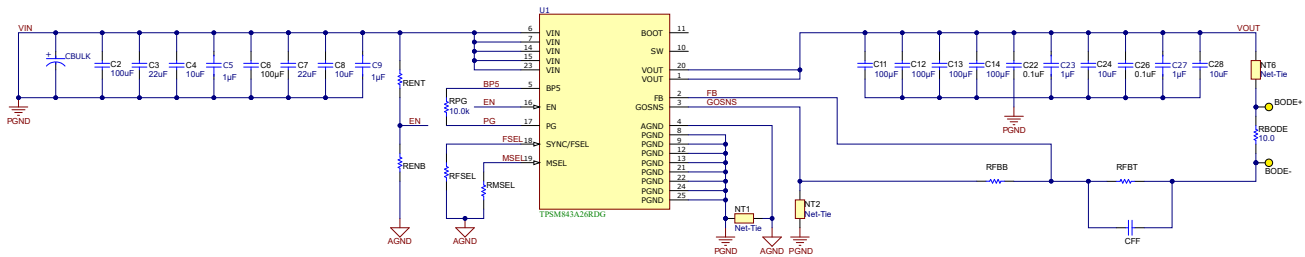 U1
VIN
CBULK
C2
100uF
C3
22uF
C4
10uF
C5
1µF
C6
100µF
C7
22uF
C8
10uF
C9
1µF
PGND
RENT
EN
RENB
AGND
BP5
RPG
10.0k
EN
PG
FSEL
RFSEL
MSEL
RMSEL
AGND
6 VIN
7 VIN
14 VIN
15 VIN
23 VIN
5 BP5
16 EN
17 PG
18 SYNC/FSEL
19 MSEL
BOOT 11
SW 10
VOUT 20
VOUT 1
FB 2
GOSNS 3
AGND 4
PGND 8
PGND 9
PGND 12
PGND 13
PGND 21
PGND 22
PGND 24
PGND 25
TPSM843A26RDG
FB
GOSNS
NT1
Net-Tie
PGND
AGND
NT2
Net-Tie
PGND
C11
100µF
C12
100µF
C13
100µF
C14
100µF
C22
0.1uF
C23
1µF
C24
10uF
C26
0.1uF
C27
1µF
C28
10uF
PGND
VOUT
NT6
Net-Tie
BODE+
RBODE
10.0
BODE-
RFBB
RFBT
CFF